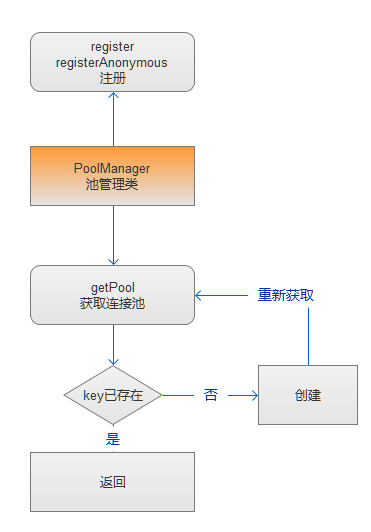 register
registerAnonymous
注册
PoolManager
池管理类
getPool
获取连接池
重新获取
key已存在
否
创建
是
返回